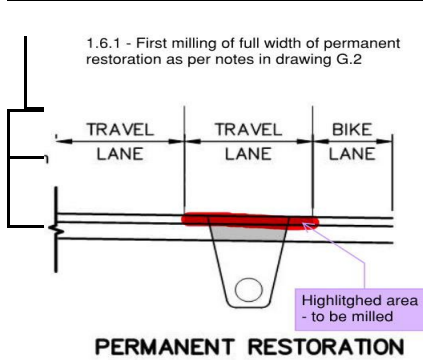 1.6.1 - First milling of full width of permanent
restoration as per notes in drawing G.2
TRAVEL TRAVEL BIKE
LANE LANE LANE
Highlitghed area
- to be milled
PERMANENT RESTORATION